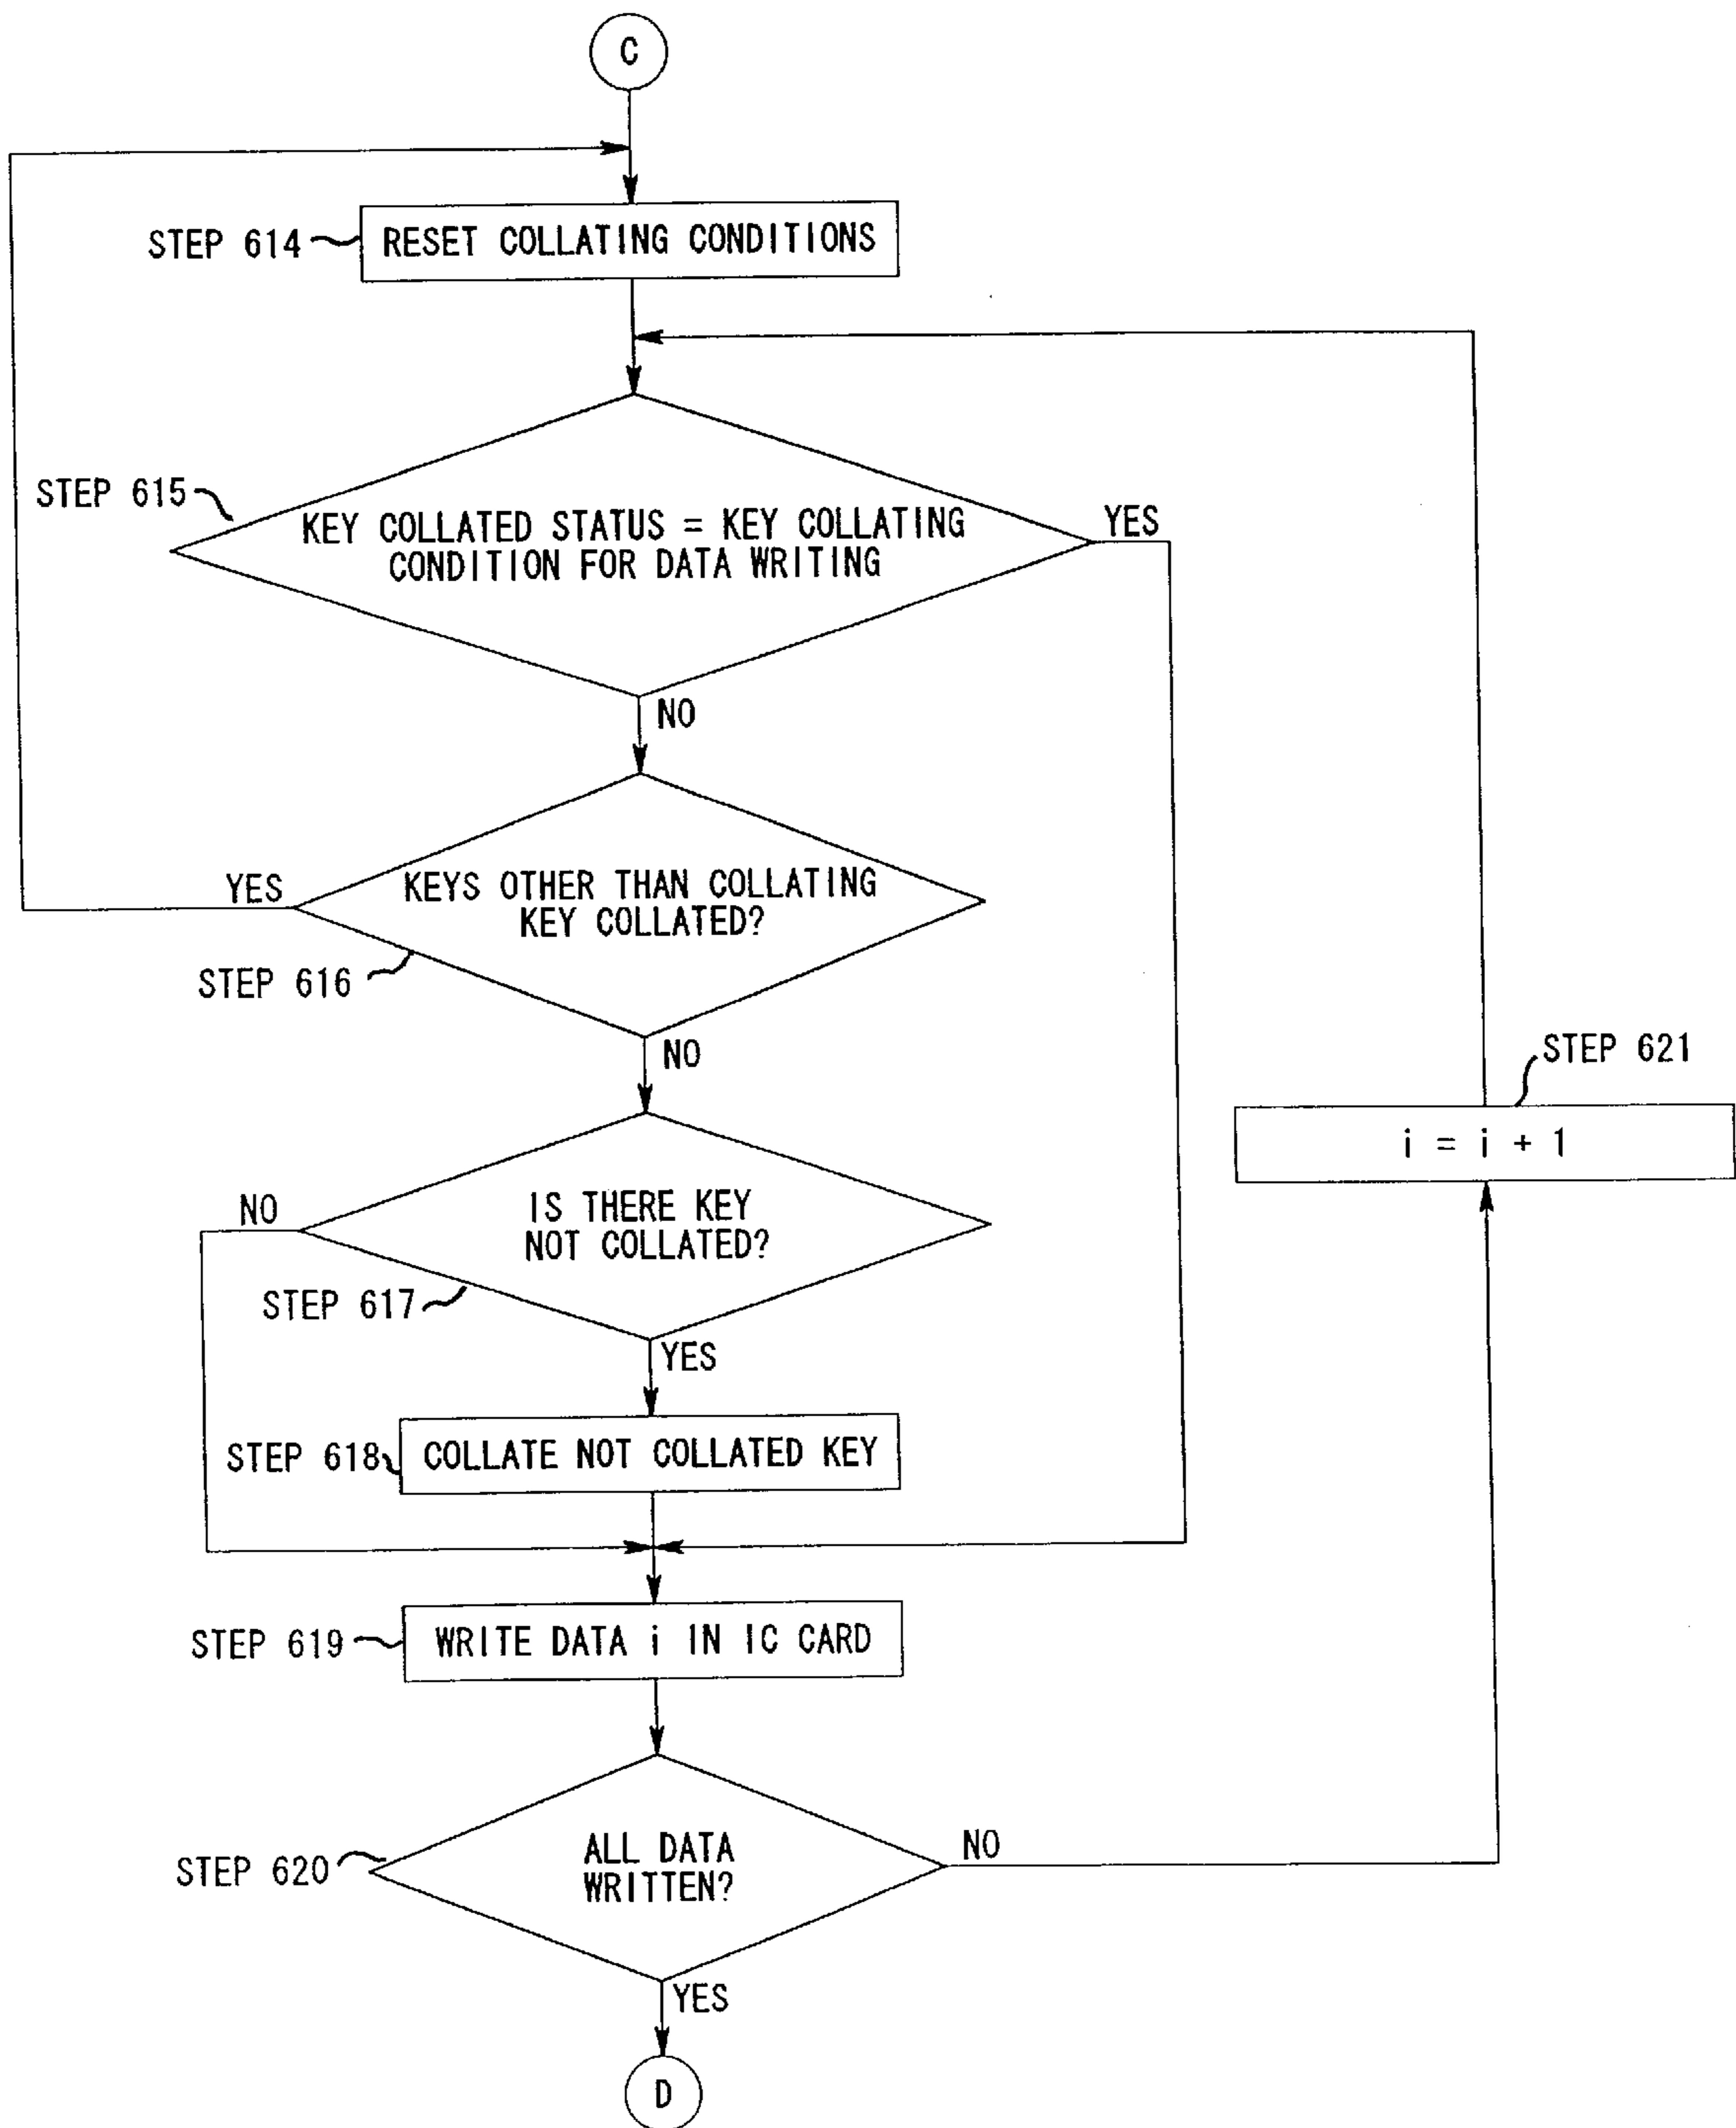 C
STEP 614
RESET COLLATING CONDITIONS
STEP 615
KEY COLLATED STATUS = KEY COLLATING
CONDITION FOR DATA WRITING
YES
NO
YES
KEYS OTHER THAN COLLATING
KEY COLLATED?
STEP 616
NO
STEP 621
i = i + 1
NO
IS THERE KEY
NOT COLLATED?
STEP 617
YES
STEP 618
COLLATE NOT COLLATED KEY
STEP 619
WRITE DATA i IN IC CARD
STEP 620
ALL DATA
WRITTEN?
NO
YES
D